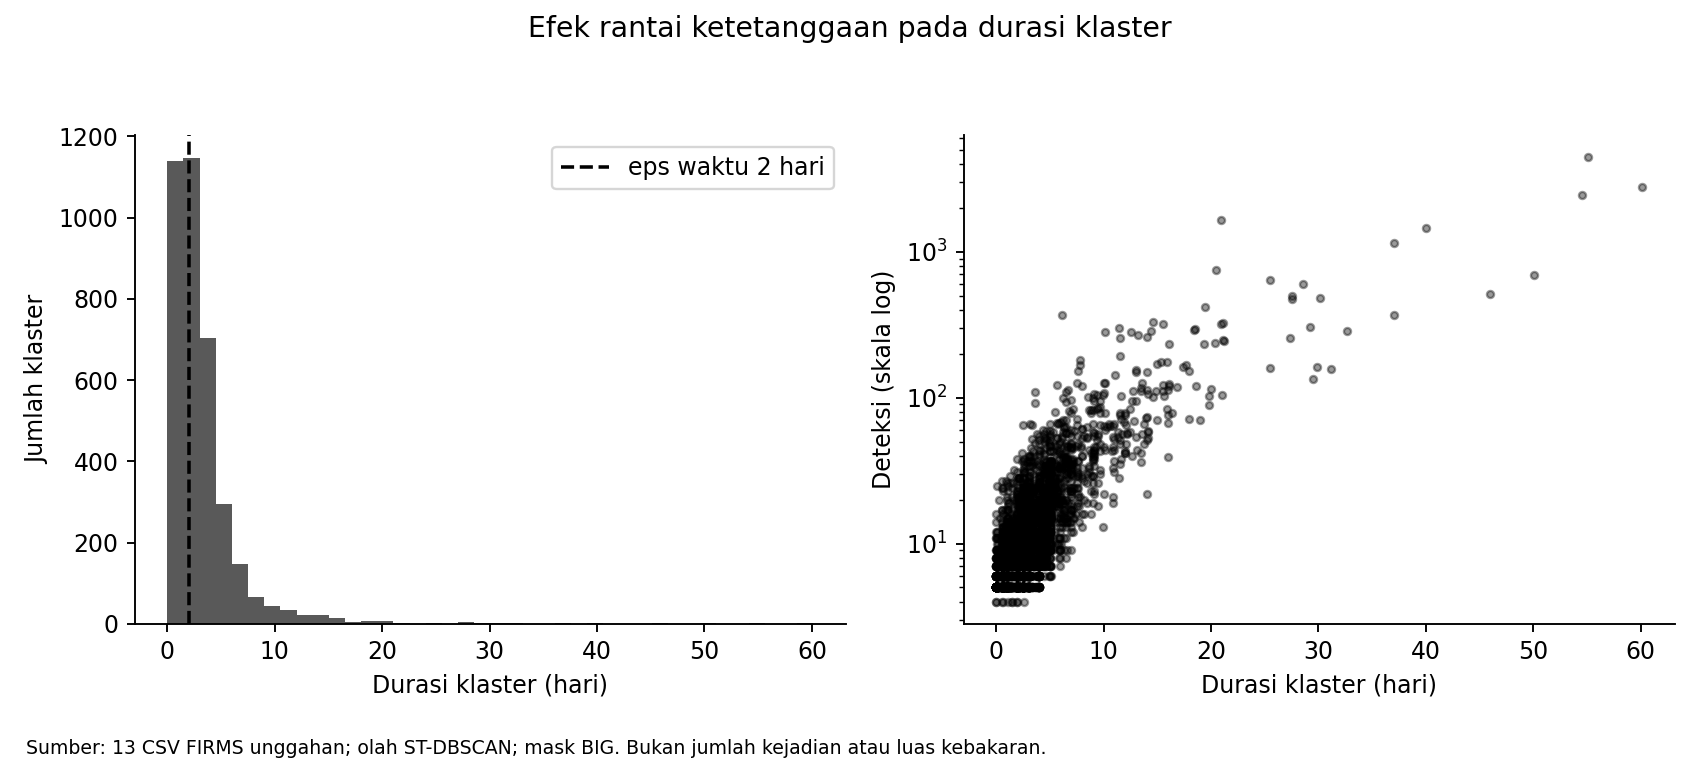 Efek rantai ketetanggaan pada durasi klaster
1200
1000
800
600
400
200
0
Jumlah klaster
eps waktu 2 hari
0 10 20 30 40 50 60
Durasi klaster (hari)
10³
10²
10¹
Deteksi (skala log)
0 10 20 30 40 50 60
Durasi klaster (hari)
Sumber: 13 CSV FIRMS unggahan; olah ST-DBSCAN; mask BIG. Bukan jumlah kejadian atau luas kebakaran.